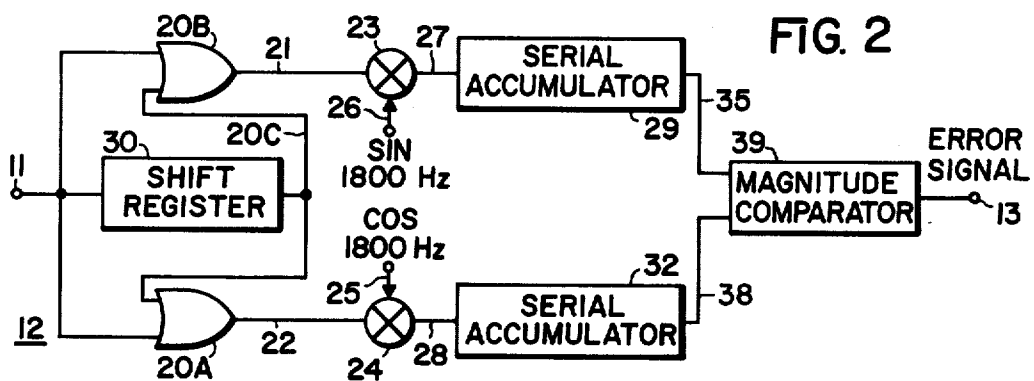 FIG. 2
20B
21
23
27
SERIAL
ACCUMULATOR
29
35
26
20C
SIN
1800 Hz
30
SHIFT
REGISTER
11
39
MAGNITUDE
COMPARATOR
ERROR
SIGNAL
13
COS
1800 Hz
25
32
SERIAL
ACCUMULATOR
38
12
20A
22
24
28